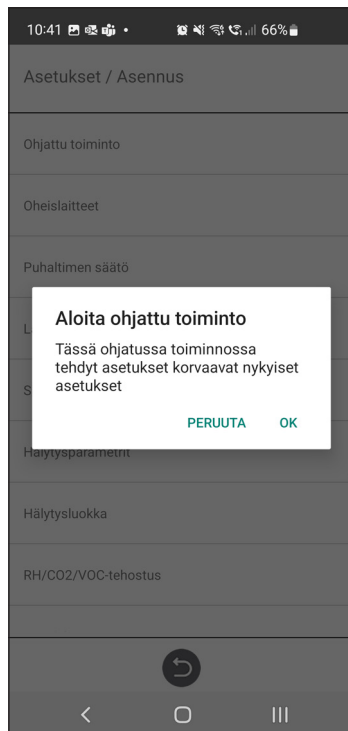 10:41
66%
Asetukset / Asennus
Ohjattu toiminto
Oheislaitteet
Puhaltimen säätö
L
Aloita ohjattu toiminto
Tässä ohjatussa toiminnossa
tehdyt asetukset korvaavat nykyiset
asetukset
S
PERUUTA OK
Hälytysparametrit
Hälytysluokka
RH/CO2/VOC-tehostus